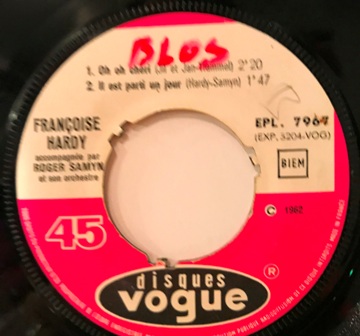 BLOS
1. Oh oh chéri (Jil et Jan-Hammel) 2'20
2. Il est parti un jour (Hardy-Samyn) 1'47
FRANÇOISE
HARDY
accompagnée par
ROGER SAMYN
et son orchestre
EPL. 7967
(EXP. 5204-VOG)
BIEM
45
© 1962
®
disques
vogue